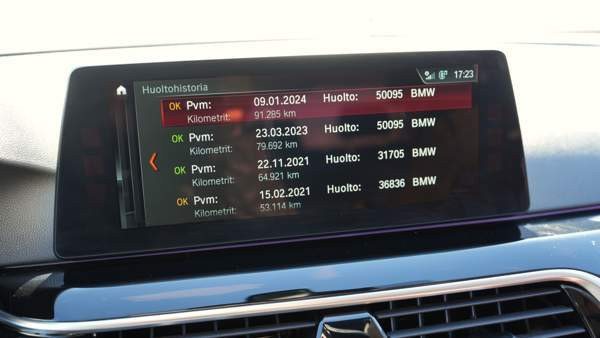 17:23
Huoltohistoria
OK Pvm: 09.01.2024 Huolto: 50095 BMW
Kilometrit: 91.285 km
OK Pvm: 23.03.2023 Huolto: 50095 BMW
Kilometrit: 79.692 km
OK Pvm: 22.11.2021 Huolto: 31705 BMW
Kilometrit: 64.921 km
OK Pvm: 15.02.2021 Huolto: 36836 BMW
Kilometrit: 53.114 km